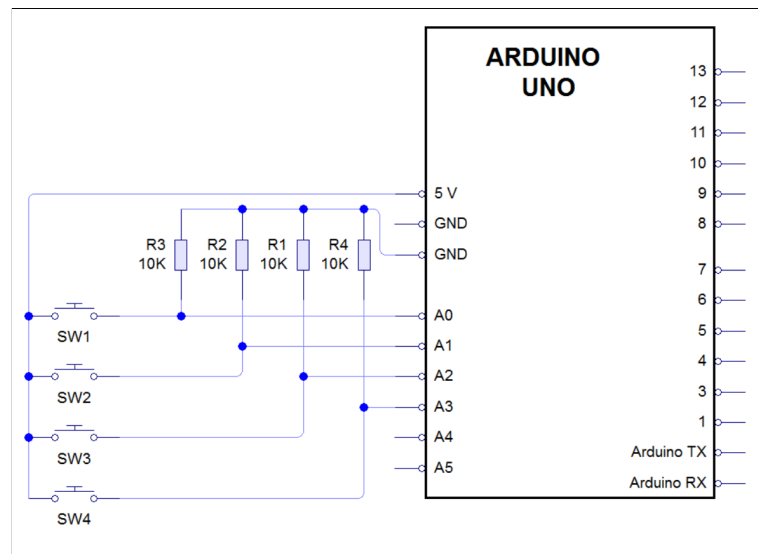 ARDUINO
UNO
13
12
11
10
5 V
9
GND
8
R3
R2
R1
R4
10K
10K
10K
10K
GND
7
6
A0
5
SW1
A1
4
A2
3
SW2
A3
1
A4
Arduino TX
SW3
A5
Arduino RX
SW4